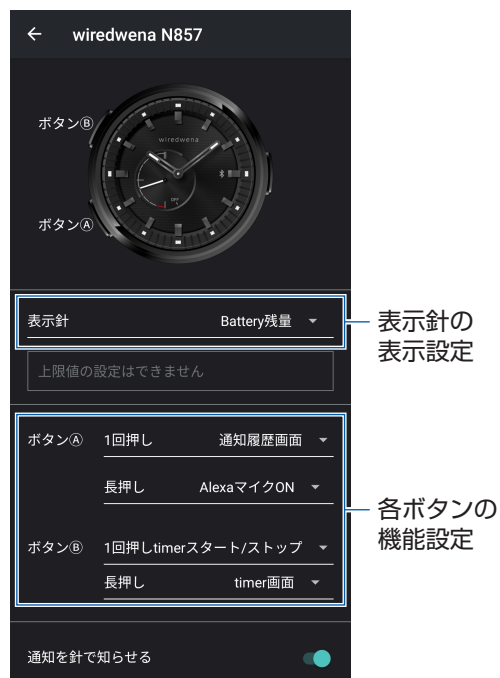 ← wiredwena N857
ボタンⒷ
wiredwena
OFF
ボタンⒶ
表示針 Battery残量
表示針の
表示設定
上限値の設定はできません
ボタンⒶ 1回押し 通知履歴画面
長押し AlexaマイクON
各ボタンの
機能設定
ボタンⒷ 1回押しtimerスタート/ストップ
長押し timer画面
通知を針で知らせる